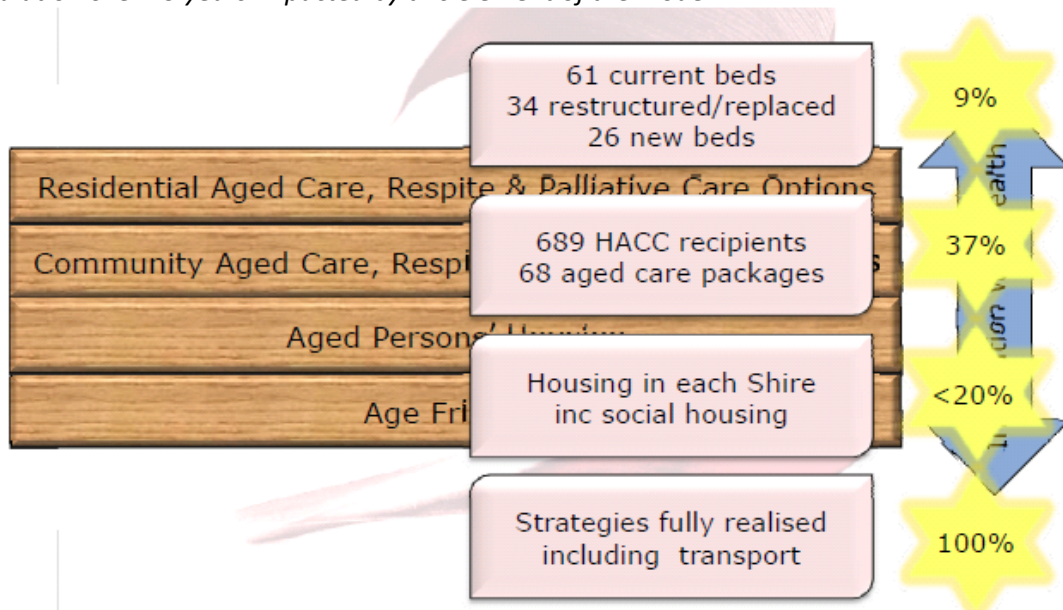 61 current beds
34 restructured/replaced
26 new beds
9%
Residential Aged Care, Respite & Palliative Care Options
689 HACC recipients
68 aged care packages
37%
Community Aged Care,
Aged Persons'
Housing in each Shire
inc social housing
<20%
Age
Strategies fully realised
including transport
100%